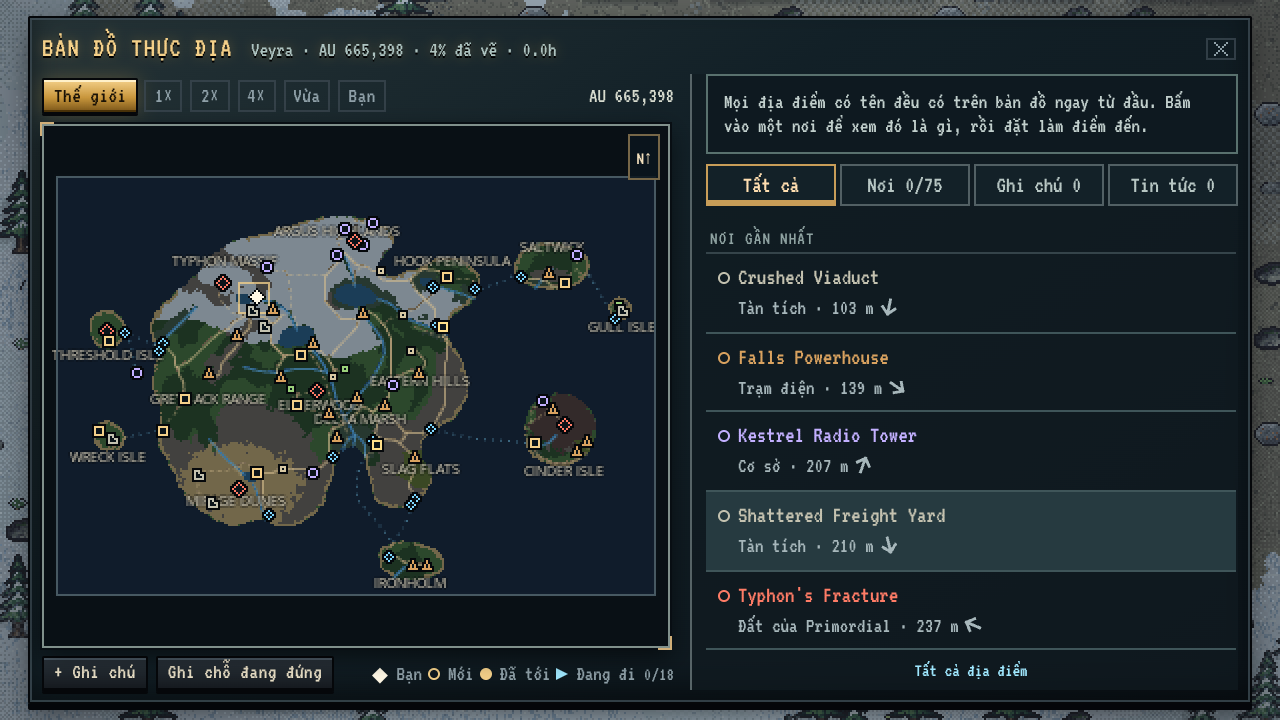 BẢN ĐỒ THỰC ĐỊA Veyra · AU 665,398 · 4% đã vẽ · 0.0h
Thế giới 1X 2X 4X Vừa Bạn AU 665,398
N↑
SALTWICK
HOOK PENINSULA
GULL ISLE
THRESHOLD ISLE
EASTERN HILLS
DELTA MARSH
WRECK ISLE
SLAG FLATS
CINDER ISLE
IRONHOLM
+ Ghi chú Ghi chỗ đang đứng Bạn Mới Đã tới Đang đi 0/18
Mọi địa điểm có tên đều có trên bản đồ ngay từ đầu. Bấm
vào một nơi để xem đó là gì, rồi đặt làm điểm đến.
Tất cả Nơi 0/75 Ghi chú 0 Tin tức 0
NƠI GẦN NHẤT
Crushed Viaduct
Tàn tích · 103 m
Falls Powerhouse
Trạm điện · 139 m
Kestrel Radio Tower
Cơ sở · 207 m
Shattered Freight Yard
Tàn tích · 210 m
Typhon's Fracture
Đất của Primordial · 237 m
Tất cả địa điểm